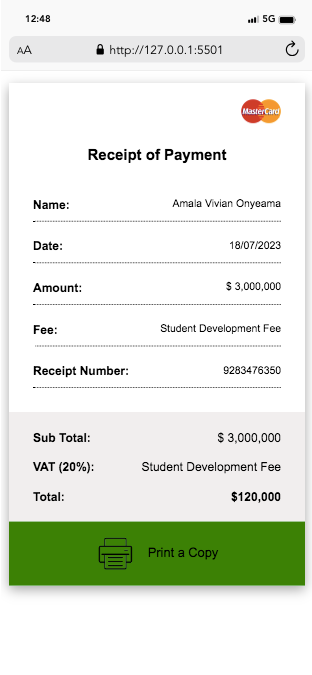 12:48 5G
AA http://127.0.0.1:5501
MasterCard
Receipt of Payment
Name: Amala Vivian Onyeama
Date: 18/07/2023
Amount: $ 3,000,000
Fee: Student Development Fee
Receipt Number: 9283476350
Sub Total: $ 3,000,000
VAT (20%): Student Development Fee
Total: $120,000
Print a Copy